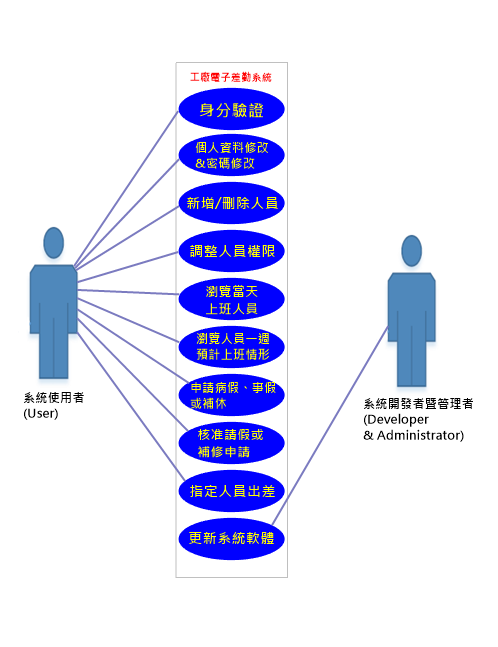 工廠電子差勤系統
身分驗證
個人資料修改
&密碼修改
新增/刪除人員
調整人員權限
瀏覽當天
上班人員
瀏覽人員一週
預計上班情形
申請病假、事假
或補休
核准請假或
補修申請
指定人員出差
更新系統軟體
系統使用者
(User)
系統開發者暨管理者
(Developer
& Administrator)